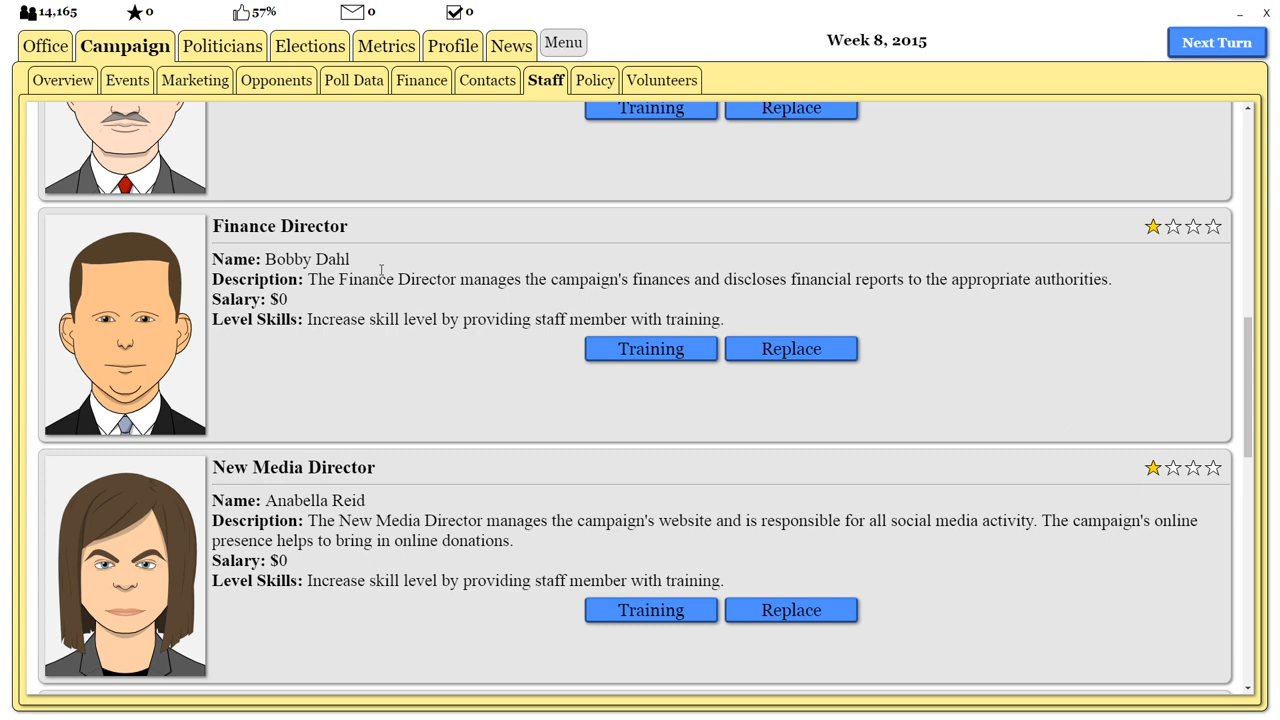 14,165 0 57% 0 0 _ X
Office Campaign Politicians Elections Metrics Profile News Menu Week 8, 2015 Next Turn
Overview Events Marketing Opponents Poll Data Finance Contacts Staff Policy Volunteers
Training Replace
Finance Director
Name: Bobby Dahl
Description: The Finance Director manages the campaign's finances and discloses financial reports to the appropriate authorities.
Salary: $0
Level Skills: Increase skill level by providing staff member with training.
Training Replace
New Media Director
Name: Anabella Reid
Description: The New Media Director manages the campaign's website and is responsible for all social media activity. The campaign's online
presence helps to bring in online donations.
Salary: $0
Level Skills: Increase skill level by providing staff member with training.
Training Replace